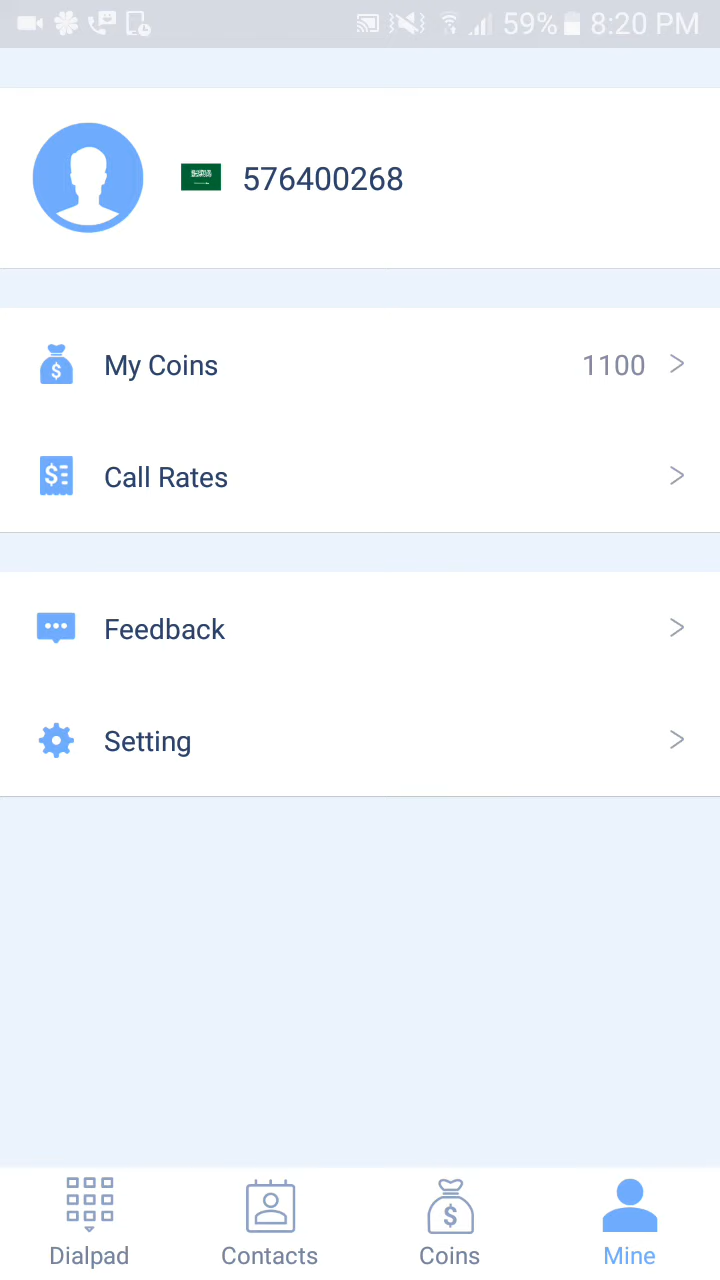 59% 8:20 PM
576400268
My Coins 1100 >
Call Rates >
Feedback >
Setting >
Dialpad Contacts Coins Mine